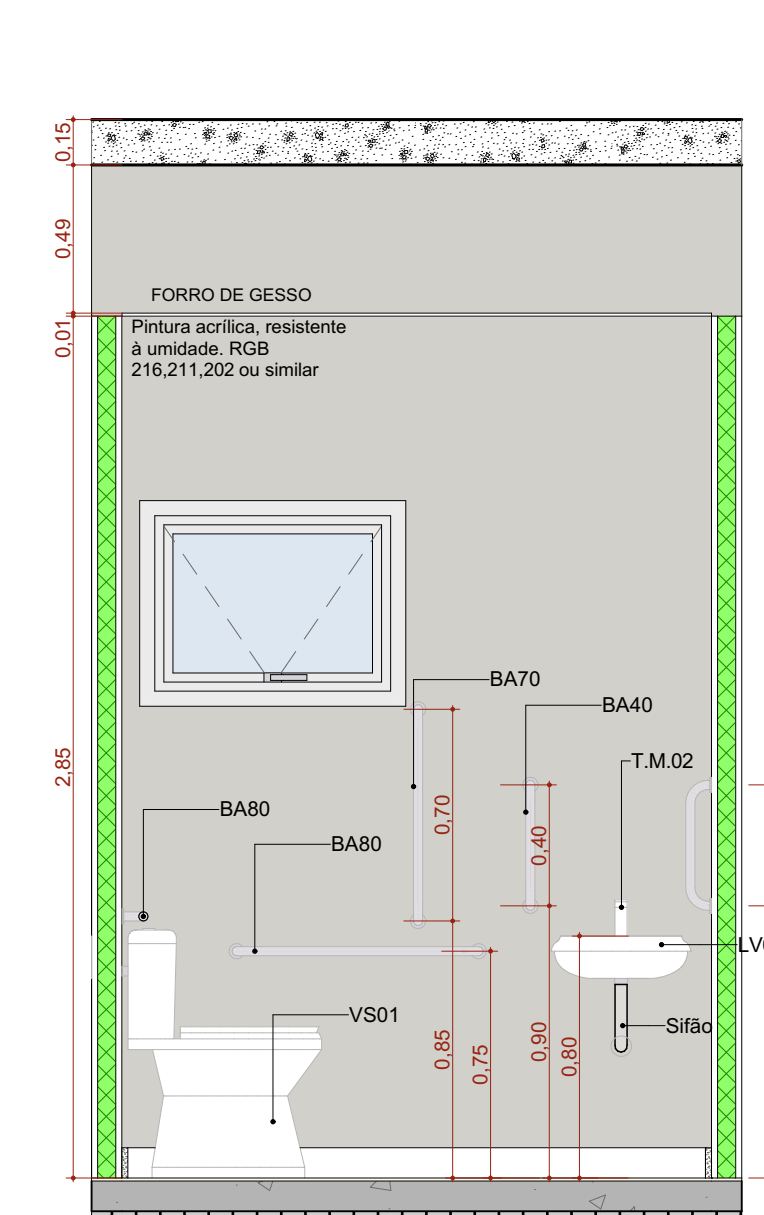 0,15
0,49
FORRO DE GESSO
0,01
Pintura acrílica, resistente
à umidade. RGB
216,211,202 ou similar
BA70
BA40
T.M.02
2,85
BA80
0,70
BA80
0,40
VS01
Sifão
0,85
0,75
0,90
0,80